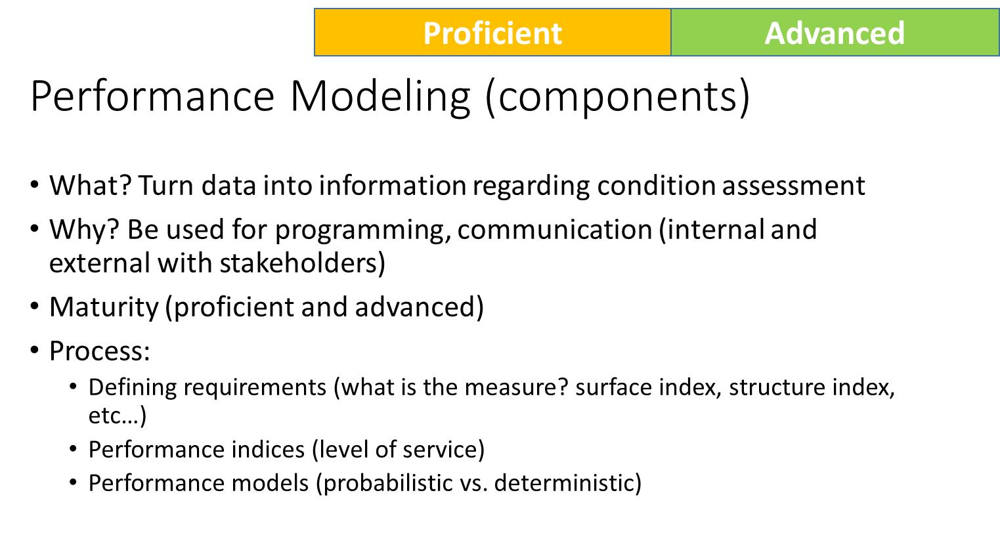 Proficient Advanced
Performance Modeling (components)
• What? Turn data into information regarding condition assessment
• Why? Be used for programming, communication (internal and
external with stakeholders)
• Maturity (proficient and advanced)
• Process:
• Defining requirements (what is the measure? surface index, structure index,
etc…)
• Performance indices (level of service)
• Performance models (probabilistic vs. deterministic)